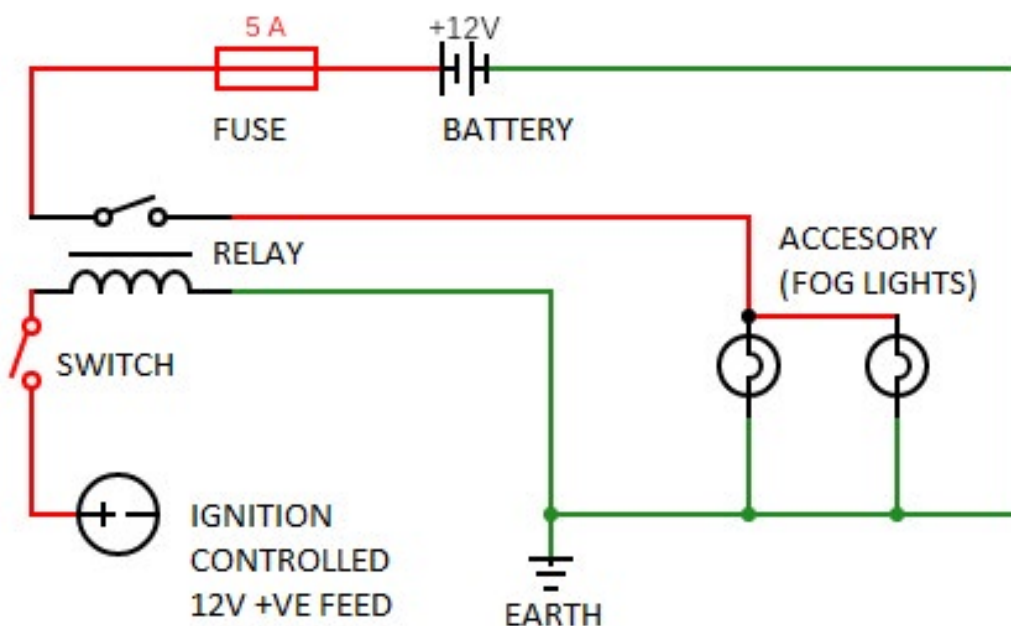 5 A
+12V
FUSE
BATTERY
RELAY
ACCESORY
(FOG LIGHTS)
SWITCH
IGNITION
CONTROLLED
12V +VE FEED
EARTH